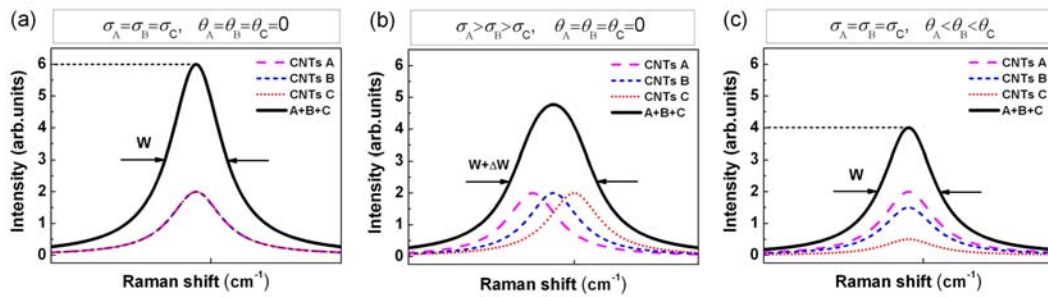 (a)
σA=σB=σC, θA=θB=θC=0
Intensity (arb.units)
6
5
4
3
2
1
0
CNTs A
CNTs B
CNTs C
A+B+C
W
Raman shift (cm⁻¹)
(b)
σA>σB>σC, θA=θB=θC=0
Intensity (arb.units)
6
5
4
3
2
1
0
CNTs A
CNTs B
CNTs C
A+B+C
W+ΔW
Raman shift (cm⁻¹)
(c)
σA=σB=σC, θA<θB<θC
Intensity (arb.units)
6
5
4
3
2
1
0
CNTs A
CNTs B
CNTs C
A+B+C
W
Raman shift (cm⁻¹)